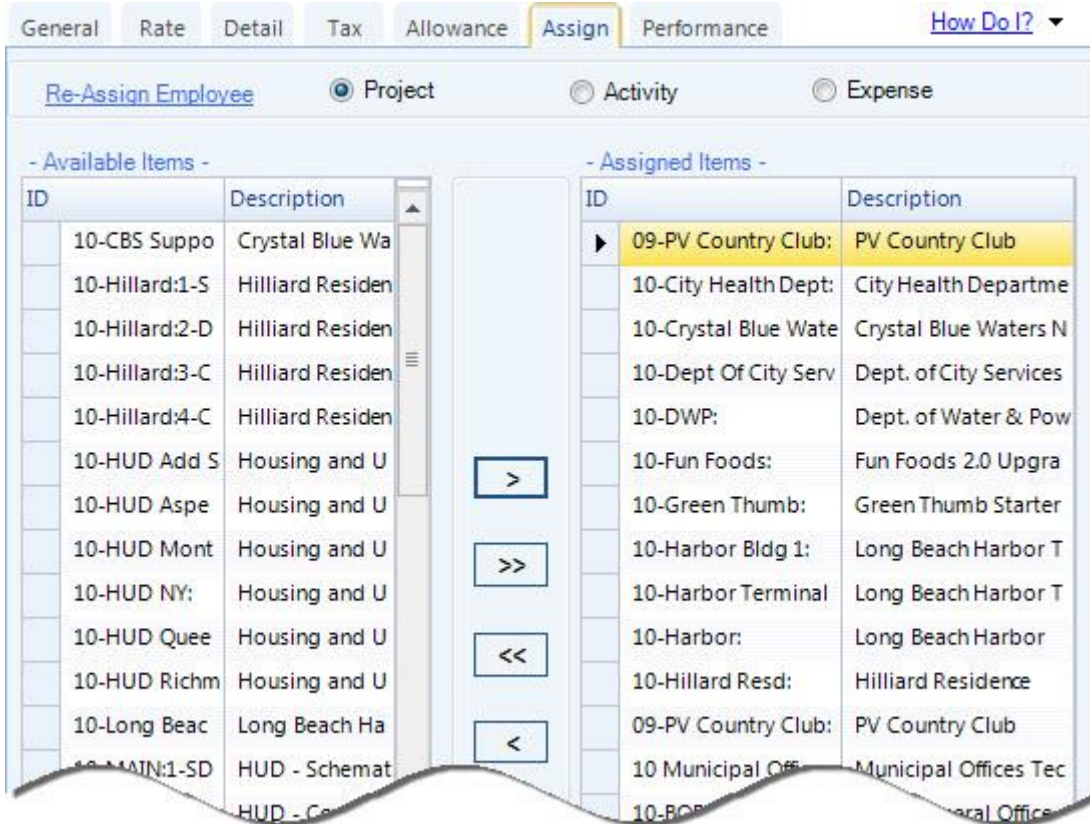 General Rate Detail Tax Allowance Assign Performance How Do I?
Re-Assign Employee Project Activity Expense
- Available Items -
ID Description
10-CBS Suppo Crystal Blue Wa
10-Hillard:1-S Hilliard Residen
10-Hillard:2-D Hilliard Residen
10-Hillard:3-C Hilliard Residen
10-Hillard:4-C Hilliard Residen
10-HUD Add S Housing and U
10-HUD Aspe Housing and U
10-HUD Mont Housing and U
10-HUD NY: Housing and U
10-HUD Quee Housing and U
10-HUD Richm Housing and U
10-Long Beac Long Beach Ha
10-MAIN:1-SD HUD - Schemat
HUD -
>
>>
<<
<
- Assigned Items -
ID Description
09-PV Country Club: PV Country Club
10-City Health Dept: City Health Departme
10-Crystal Blue Wate Crystal Blue Waters N
10-Dept Of City Serv Dept. of City Services
10-DWP: Dept. of Water & Pow
10-Fun Foods: Fun Foods 2.0 Upgra
10-Green Thumb: Green Thumb Starter
10-Harbor Bldg 1: Long Beach Harbor T
10-Harbor Terminal Long Beach Harbor T
10-Harbor: Long Beach Harbor
10-Hillard Resd: Hilliard Residence
09-PV Country Club: PV Country Club
10 Municipal Municipal Offices Tec
Office